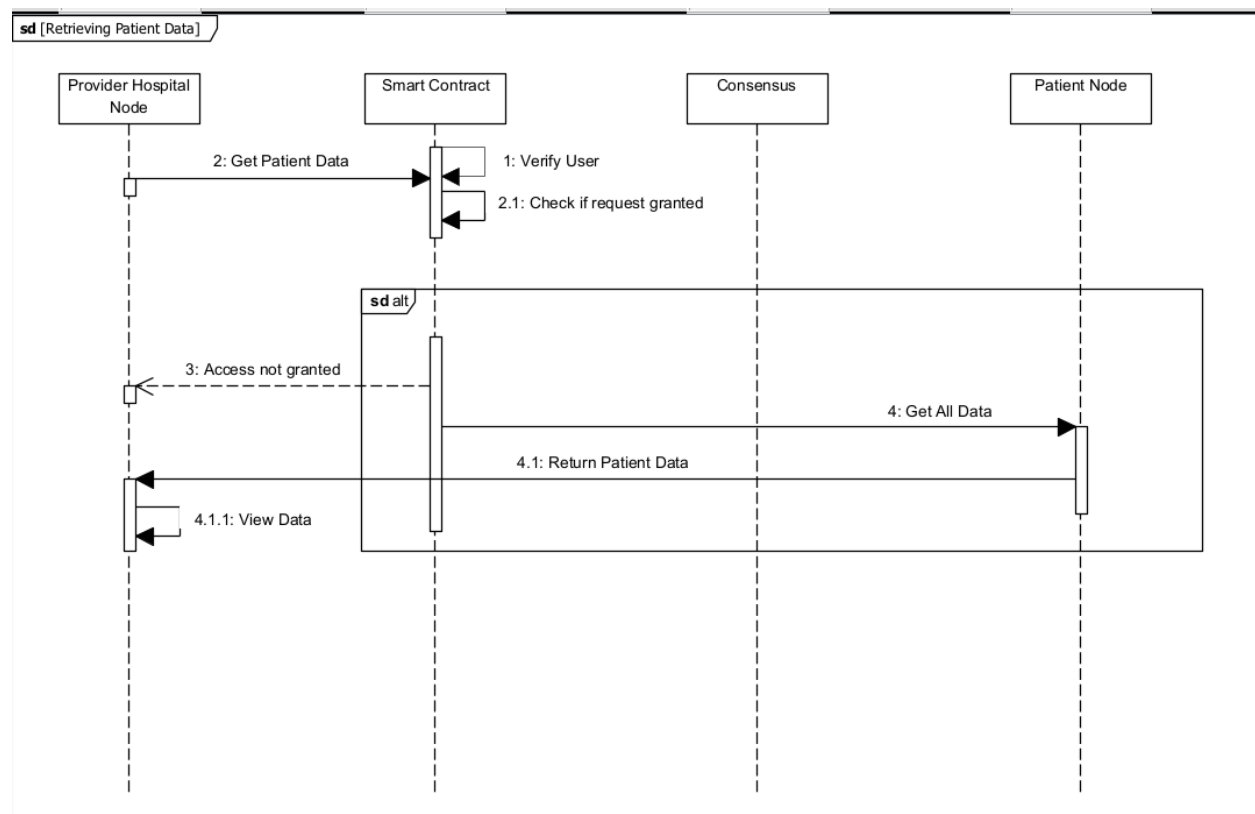 sd [Retrieving Patient Data]
Provider Hospital
Node
Smart Contract
Consensus
Patient Node
2: Get Patient Data
1: Verify User
2.1: Check if request granted
sd alt
3: Access not granted
4: Get All Data
4.1: Return Patient Data
4.1.1: View Data